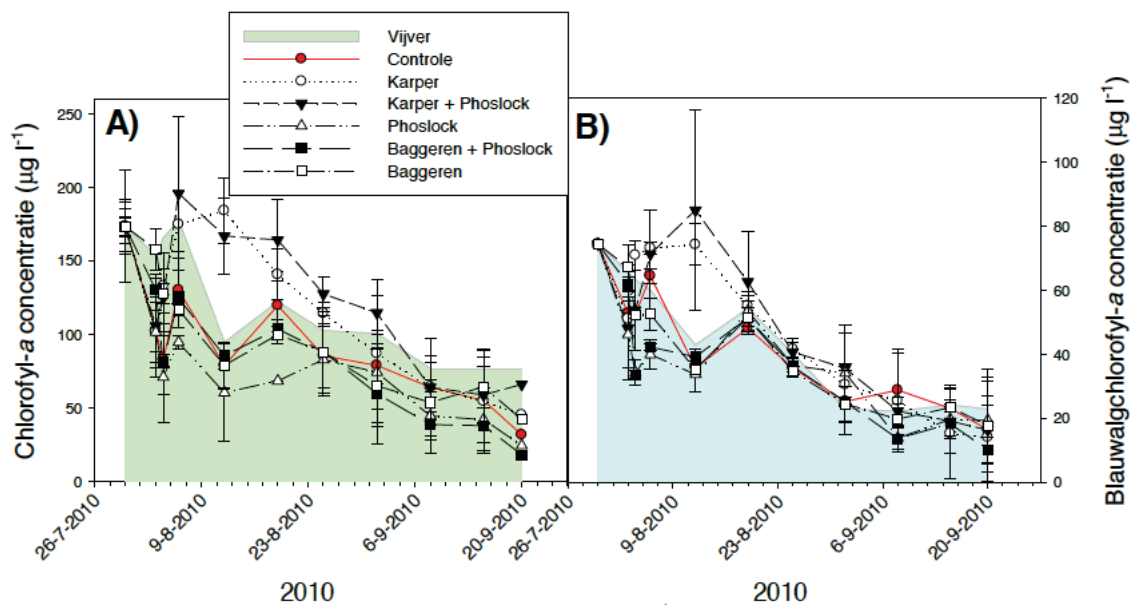 Vijver
Controle
Karper
Karper + Phoslock
Phoslock
Baggeren + Phoslock
Baggeren
A)
B)
Chlorofyl-a concentratie (µg l-1)
250
200
150
100
50
0
26-7-2010
9-8-2010
23-8-2010
6-9-2010
20-9-2010
2010
26-7-2010
9-8-2010
23-8-2010
6-9-2010
20-9-2010
2010
120
100
80
60
40
20
0
Blauwalgchlorofyl-a concentratie (µg l-1)